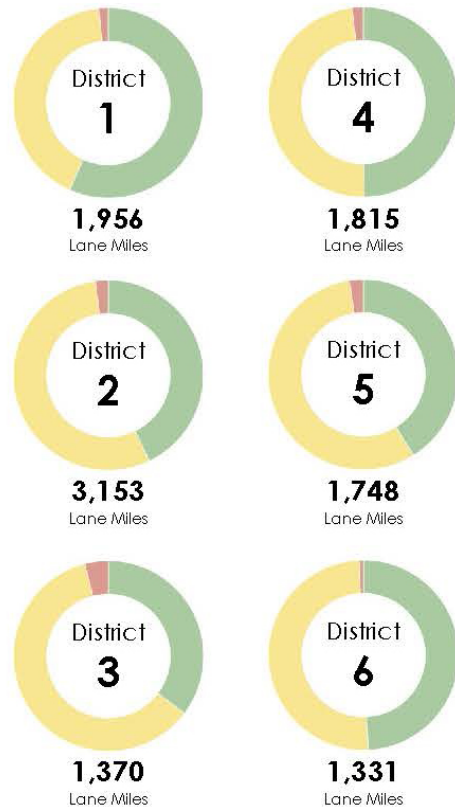 District
1
1,956
Lane Miles
District
4
1,815
Lane Miles
District
2
3,153
Lane Miles
District
5
1,748
Lane Miles
District
3
1,370
Lane Miles
District
6
1,331
Lane Miles